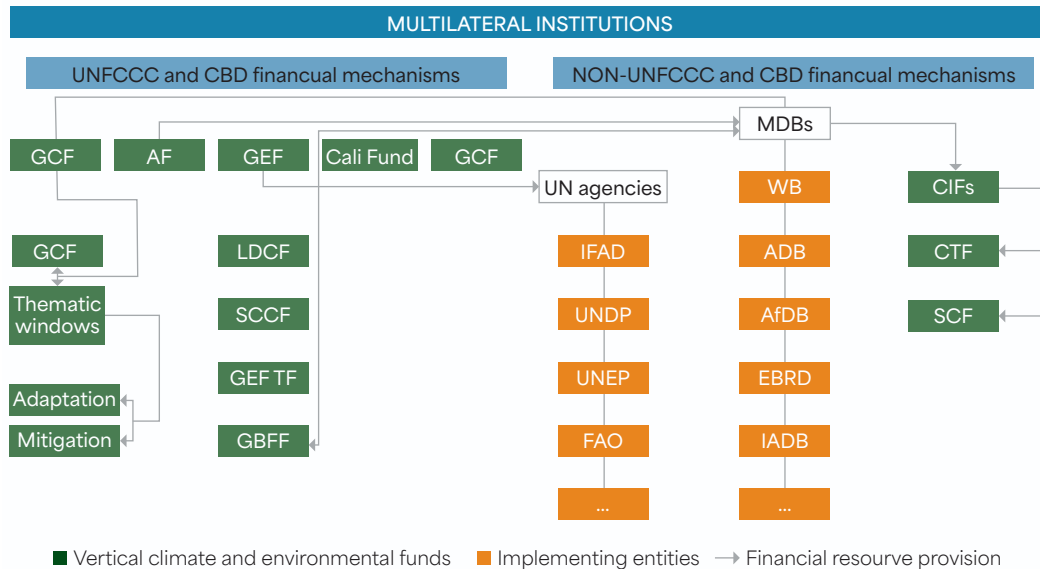 MULTILATERAL INSTITUTIONS
UNFCCC and CBD financual mechanisms
NON-UNFCCC and CBD financual mechanisms
MDBs
GCF
AF
GEF
Cali Fund
GCF
UN agencies
WB
CIFs
GCF
LDCF
IFAD
ADB
CTF
Thematic
windows
SCCF
UNDP
AfDB
SCF
GEF TF
UNEP
EBRD
Adaptation
Mitigation
GBFF
FAO
IADB
...
...
Vertical climate and environmental funds
Implementing entities
Financial resourve provision